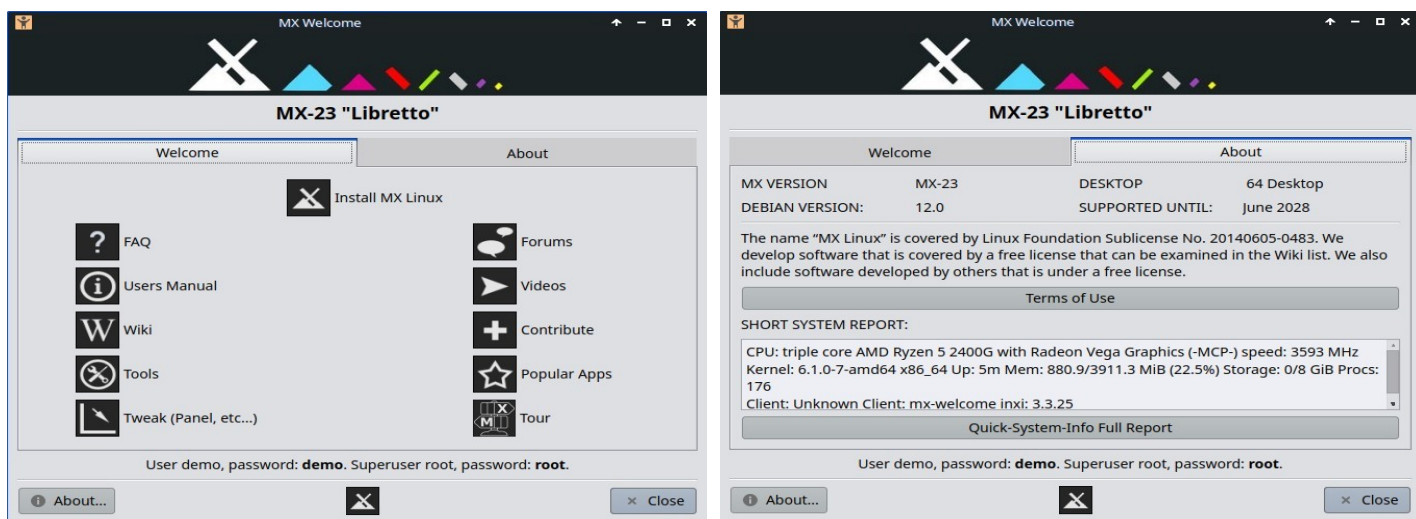 MX Welcome
MX-23 "Libretto"
Welcome About
Install MX Linux
? FAQ Forums
Users Manual Videos
W Wiki Contribute
Tools Popular Apps
Tweak (Panel, etc...) MX Tour
User demo, password: demo. Superuser root, password: root.
About... Close
MX Welcome
MX-23 "Libretto"
Welcome About
MX VERSION MX-23 DESKTOP 64 Desktop
DEBIAN VERSION: 12.0 SUPPORTED UNTIL: June 2028
The name “MX Linux” is covered by Linux Foundation Sublicense No. 20140605-0483. We
develop software that is covered by a free license that can be examined in the Wiki list. We also
include software developed by others that is under a free license.
Terms of Use
SHORT SYSTEM REPORT:
CPU: triple core AMD Ryzen 5 2400G with Radeon Vega Graphics (-MCP-) speed: 3593 MHz
Kernel: 6.1.0-7-amd64 x86_64 Up: 5m Mem: 880.9/3911.3 MiB (22.5%) Storage: 0/8 GiB Procs:
176
Client: Unknown Client: mx-welcome inxi: 3.3.25
Quick-System-Info Full Report
User demo, password: demo. Superuser root, password: root.
About... Close